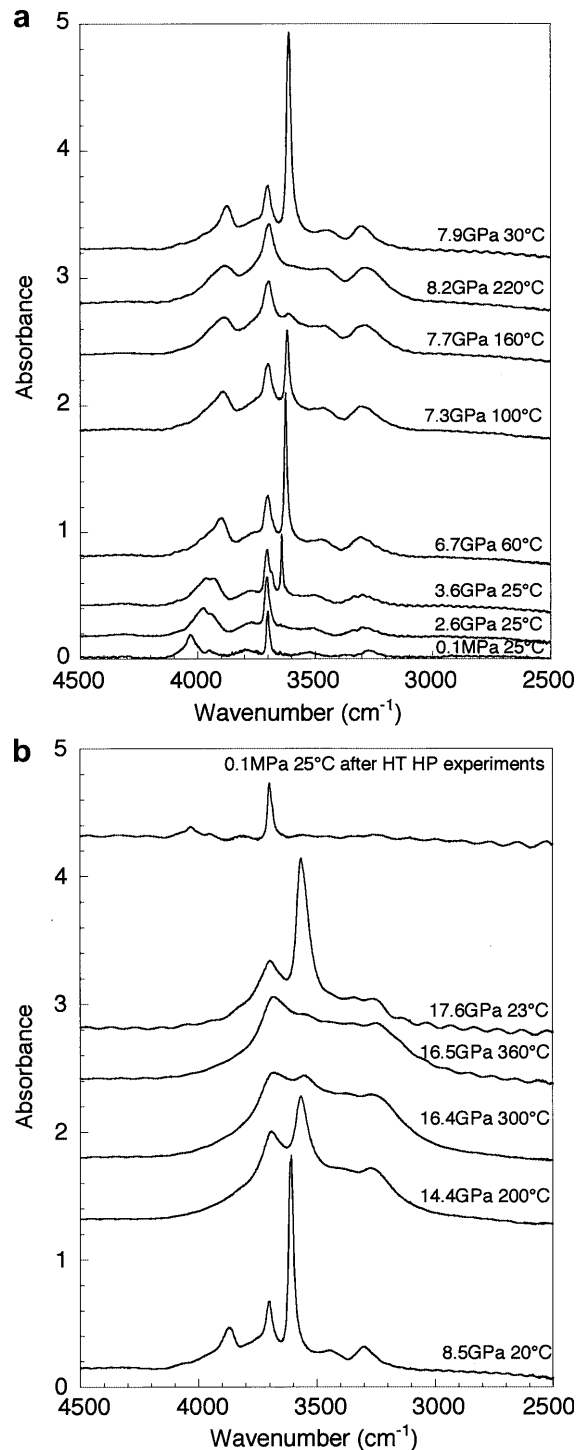 a
5
4
3
2
1
0
Absorbance
7.9GPa 30°C
8.2GPa 220°C
7.7GPa 160°C
7.3GPa 100°C
6.7GPa 60°C
3.6GPa 25°C
2.6GPa 25°C
0.1MPa 25°C
4500 4000 3500 3000 2500
Wavenumber (cm⁻¹)
b
5
4
3
2
1
0
Absorbance
0.1MPa 25°C after HT HP experiments
17.6GPa 23°C
16.5GPa 360°C
16.4GPa 300°C
14.4GPa 200°C
8.5GPa 20°C
4500 4000 3500 3000 2500
Wavenumber (cm⁻¹)